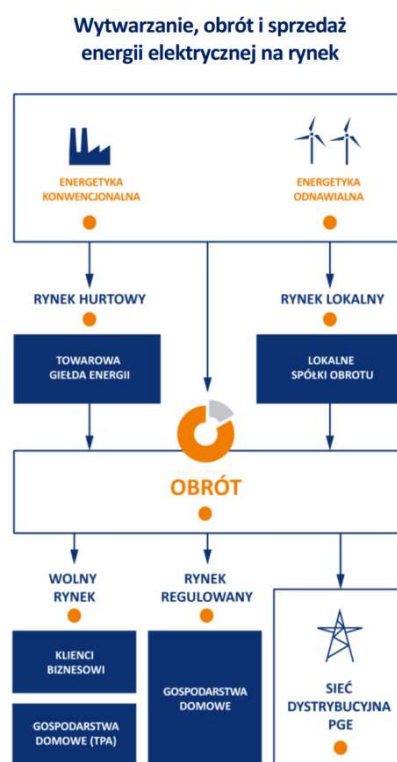 Wytwarzanie, obrót i sprzedaż
energii elektrycznej na rynek
ENERGETYKA
KONWENCJONALNA
ENERGETYKA
ODNAWIALNA
RYNEK HURTOWY
RYNEK LOKALNY
TOWAROWA
GIEŁDA ENERGII
LOKALNE
SPÓŁKI OBROTU
OBRÓT
WOLNY
RYNEK
RYNEK
REGULOWANY
KLIENCI
BIZNESOWI
GOSPODARSTWA
DOMOWE (TPA)
GOSPODARSTWA
DOMOWE
SIEĆ
DYSTRYBUCYJNA
PGE